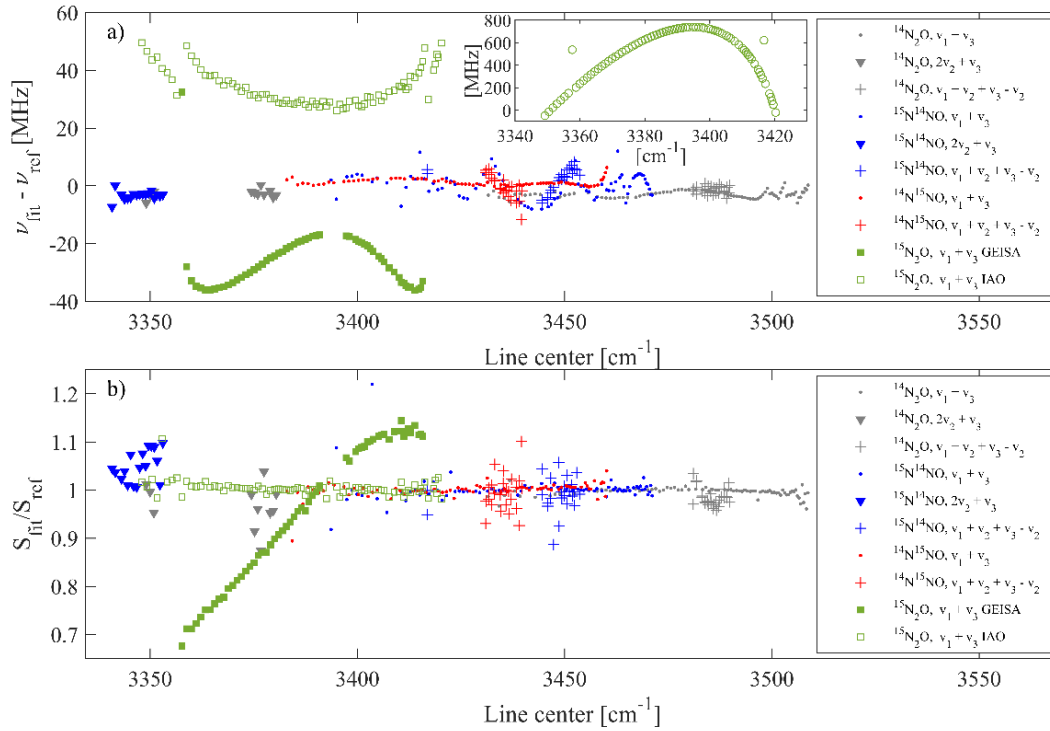 a)
60
40
20
0
-20
-40
ν_fit - ν_ref [MHz]
3350
3400
3450
3500
3550
Line center [cm⁻¹]
800
600
400
200
0
[MHz]
3340
3360
3380
3400
3420
[cm⁻¹]
¹⁴N₂O, ν₁ − ν₃
¹⁴N₂O, 2ν₂ + ν₃
¹⁴N₂O, ν₁ − ν₂ + ν₃ - ν₂
¹⁵N¹⁴NO, ν₁ + ν₃
¹⁵N¹⁴NO, 2ν₂ + ν₃
¹⁵N¹⁴NO, ν₁ + ν₂ + ν₃ - ν₂
¹⁴N¹⁵NO, ν₁ + ν₃
¹⁴N¹⁵NO, ν₁ + ν₂ + ν₃ - ν₂
¹⁵N₂O, ν₁ + ν₃ GEISA
¹⁵N₂O, ν₁ + ν₃ IAO
b)
1.2
1.1
1
0.9
0.8
0.7
S_fit/S_ref
3350
3400
3450
3500
3550
Line center [cm⁻¹]
¹⁴N₂O, ν₁ − ν₃
¹⁴N₂O, 2ν₂ + ν₃
¹⁴N₂O, ν₁ − ν₂ + ν₃ - ν₂
¹⁵N¹⁴NO, ν₁ + ν₃
¹⁵N¹⁴NO, 2ν₂ + ν₃
¹⁵N¹⁴NO, ν₁ + ν₂ + ν₃ - ν₂
¹⁴N¹⁵NO, ν₁ + ν₃
¹⁴N¹⁵NO, ν₁ + ν₂ + ν₃ - ν₂
¹⁵N₂O, ν₁ + ν₃ GEISA
¹⁵N₂O, ν₁ + ν₃ IAO